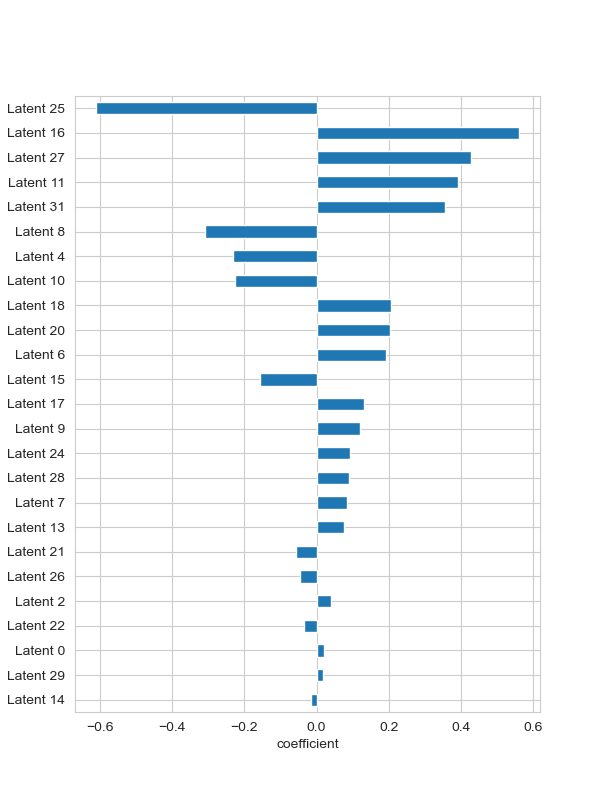 Latent 25
Latent 16
Latent 27
Latent 11
Latent 31
Latent 8
Latent 4
Latent 10
Latent 18
Latent 20
Latent 6
Latent 15
Latent 17
Latent 9
Latent 24
Latent 28
Latent 7
Latent 13
Latent 21
Latent 26
Latent 2
Latent 22
Latent 0
Latent 29
Latent 14
−0.6 −0.4 −0.2 0.0 0.2 0.4 0.6
coefficient